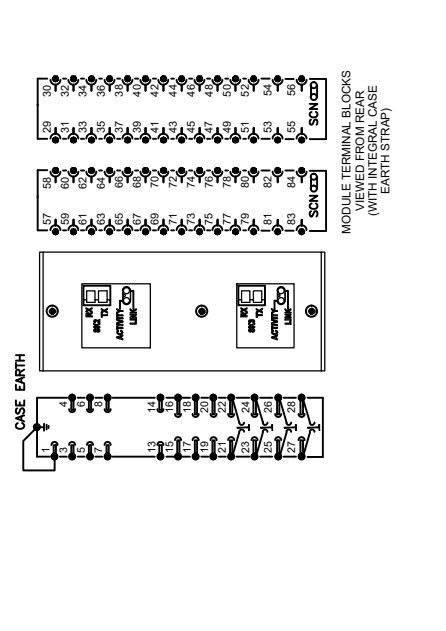 30 32 34 36 38 40 42 44 46 48 50 52 54 56
29 31 33 35 37 39 41 43 45 47 49 51 53 55
SCN
58 60 62 64 66 68 70 72 74 76 78 80 82 84
57 59 61 63 65 67 69 71 73 75 77 79 81 83
SCN
MODULE TERMINAL BLOCKS
VIEWED FROM REAR
(WITH INTEGRAL CASE
EARTH STRAP)
RX
TX
SK2
ACTIVITY
LINK
RX
TX
SK3
ACTIVITY
LINK
CASE EARTH
4 6 8 14 16 18 20 22 24 26 28
1 3 5 7 13 15 17 19 21 23 25 27